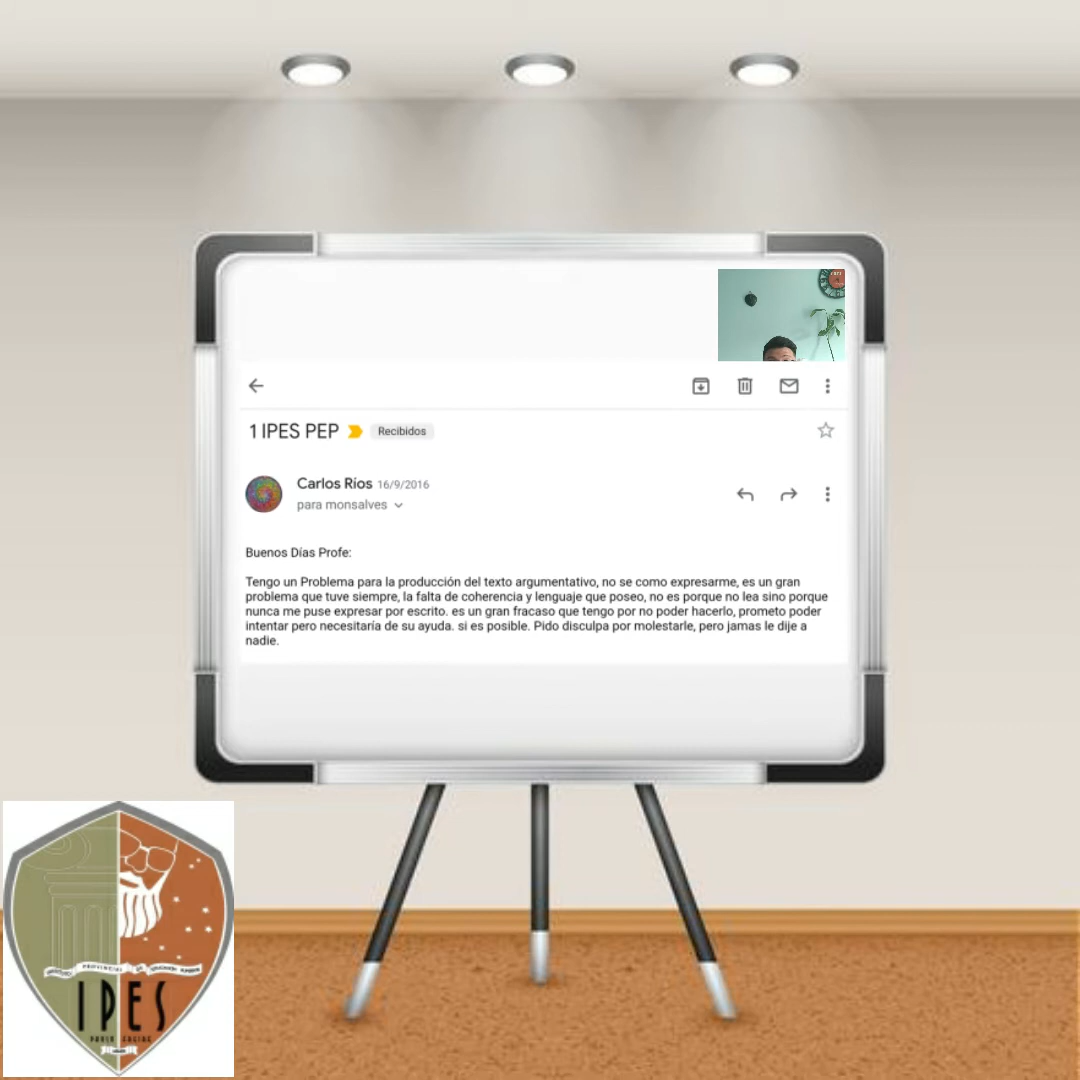 1 IPES PEP Recibidos
Carlos Ríos 16/9/2016
para monsalves
Buenos Días Profe:
Tengo un Problema para la producción del texto argumentativo, no se como expresarme, es un gran
problema que tuve siempre, la falta de coherencia y lenguaje que poseo, no es porque no lea sino porque
nunca me puse expresar por escrito. es un gran fracaso que tengo por no poder hacerlo, prometo poder
intentar pero necesitaría de su ayuda. si es posible. Pido disculpa por molestarle, pero jamas le dije a
nadie.
IPES